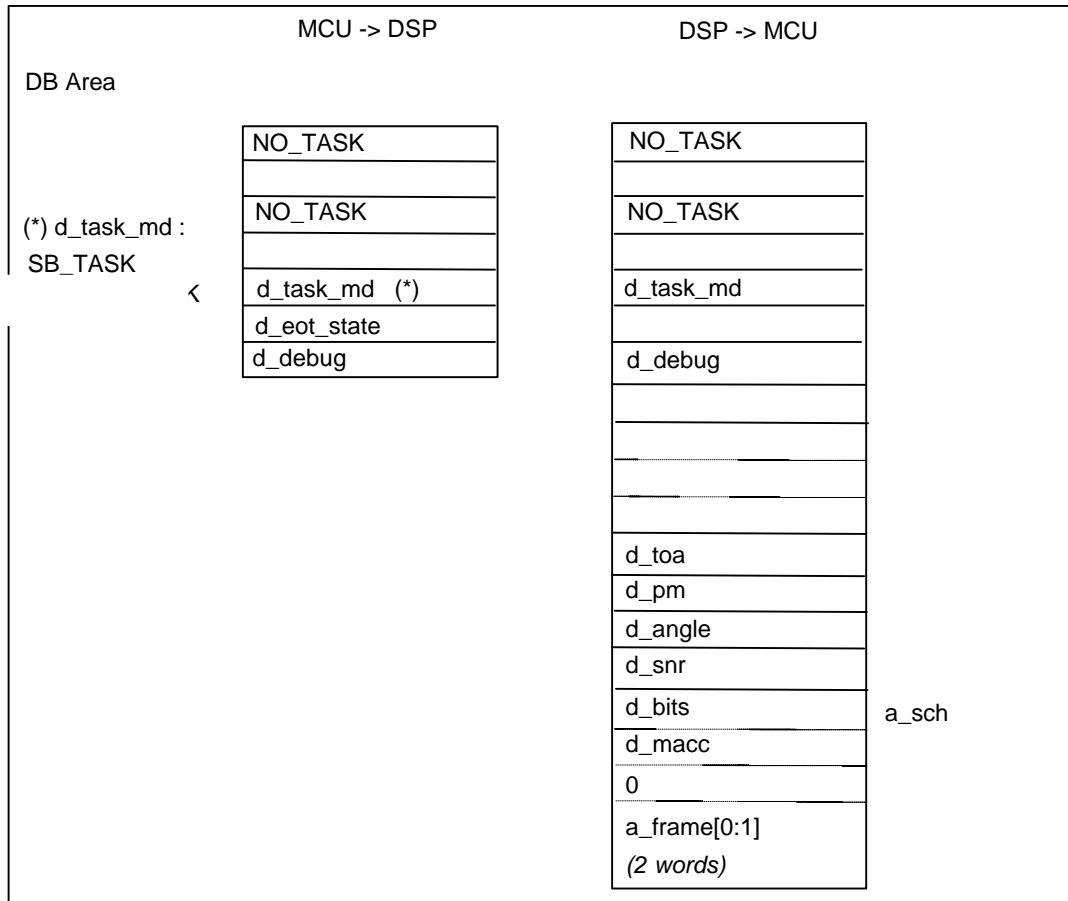 MCU -> DSP
DSP -> MCU
DB Area
(*) d_task_md :
SB_TASK
NO_TASK
NO_TASK
d_task_md (*)
d_eot_state
d_debug
NO_TASK
NO_TASK
d_task_md
d_debug
d_toa
d_pm
d_angle
d_snr
d_bits
d_macc
0
a_frame[0:1]
(2 words)
a_sch